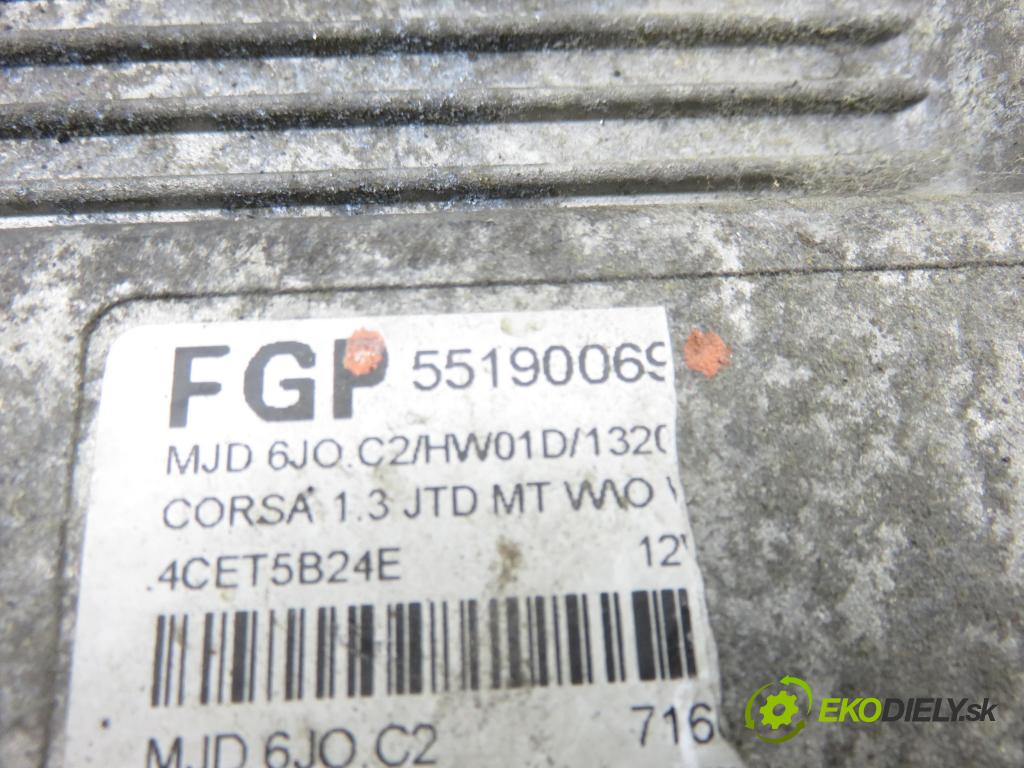 FGP 55190069
MJD 6JO.C2/HW01D/1320
CORSA 1.3 JTD MT W\O
.4CET5B24E 12V
MJD 6JO.C2 716
EKODIELY.sk